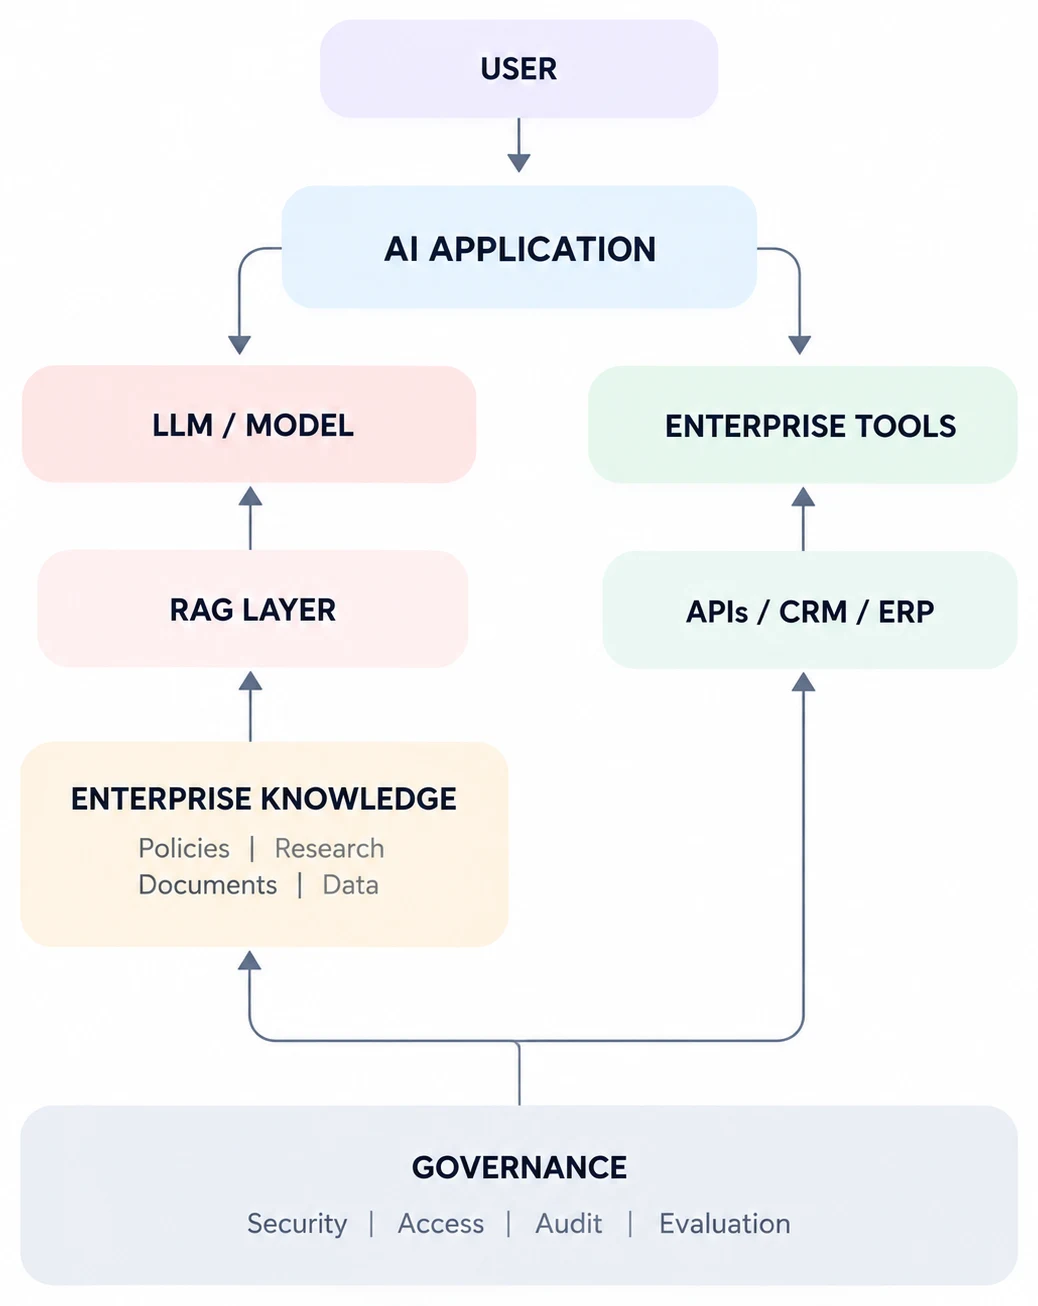 USER
AI APPLICATION
LLM / MODEL
ENTERPRISE TOOLS
RAG LAYER
APIs / CRM / ERP
ENTERPRISE KNOWLEDGE
Policies | Research
Documents | Data
GOVERNANCE
Security | Access | Audit | Evaluation